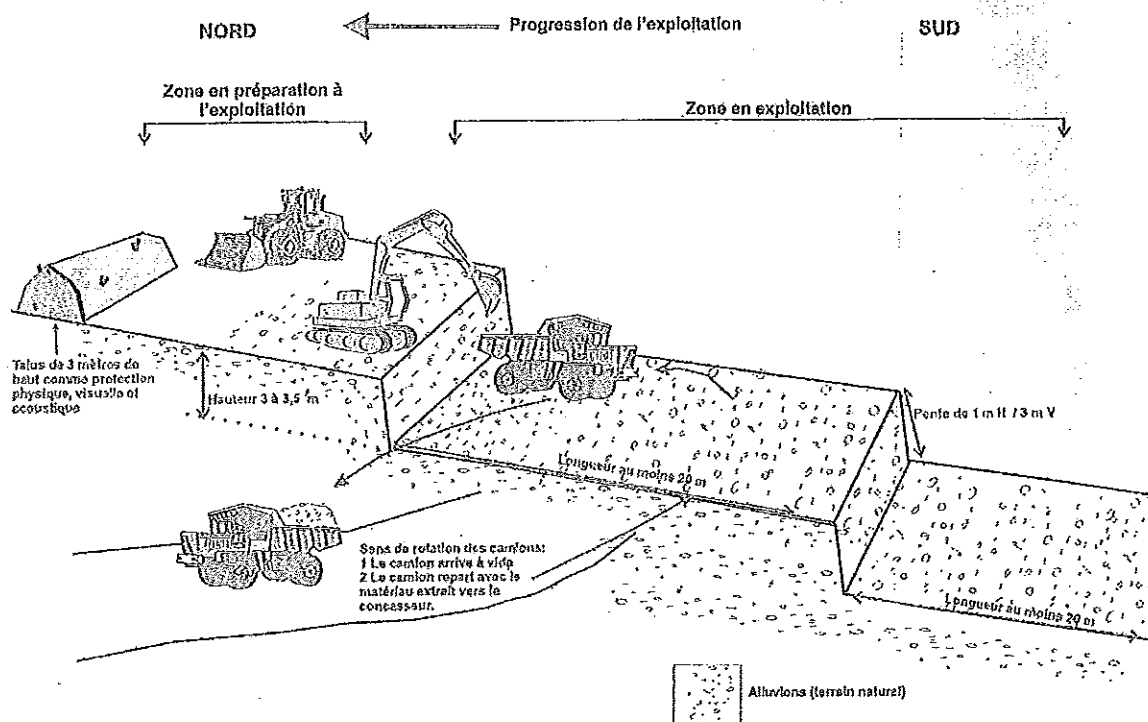 NORD
Progression de l'exploitation
SUD
Zone en préparation à
l'exploitation
Zone en exploitation
Talus de 3 mètres de
haut comme protection
physique, visuelle et
acoustique
Hauteur 3 à 3,5 m
Pente de 1 m H / 3 m V
Longueur au moins 20 m
Sens de rotation des camions:
1 Le camion arrive à vide
2 Le camion repart avec le
matériau extrait vers le
concasseur.
Longueur au moins 20 m
Alluvions (terrain naturel)